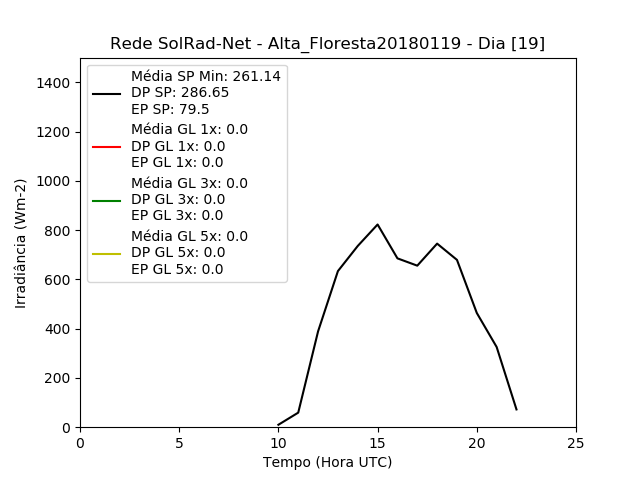 Rede SolRad-Net - Alta_Floresta20180119 - Dia [19]
Média SP Min: 261.14
DP SP: 286.65
EP SP: 79.5
Média GL 1x: 0.0
DP GL 1x: 0.0
EP GL 1x: 0.0
Média GL 3x: 0.0
DP GL 3x: 0.0
EP GL 3x: 0.0
Média GL 5x: 0.0
DP GL 5x: 0.0
EP GL 5x: 0.0
Irradiância (Wm-2)
1400
1200
1000
800
600
400
200
0
0 5 10 15 20 25
Tempo (Hora UTC)